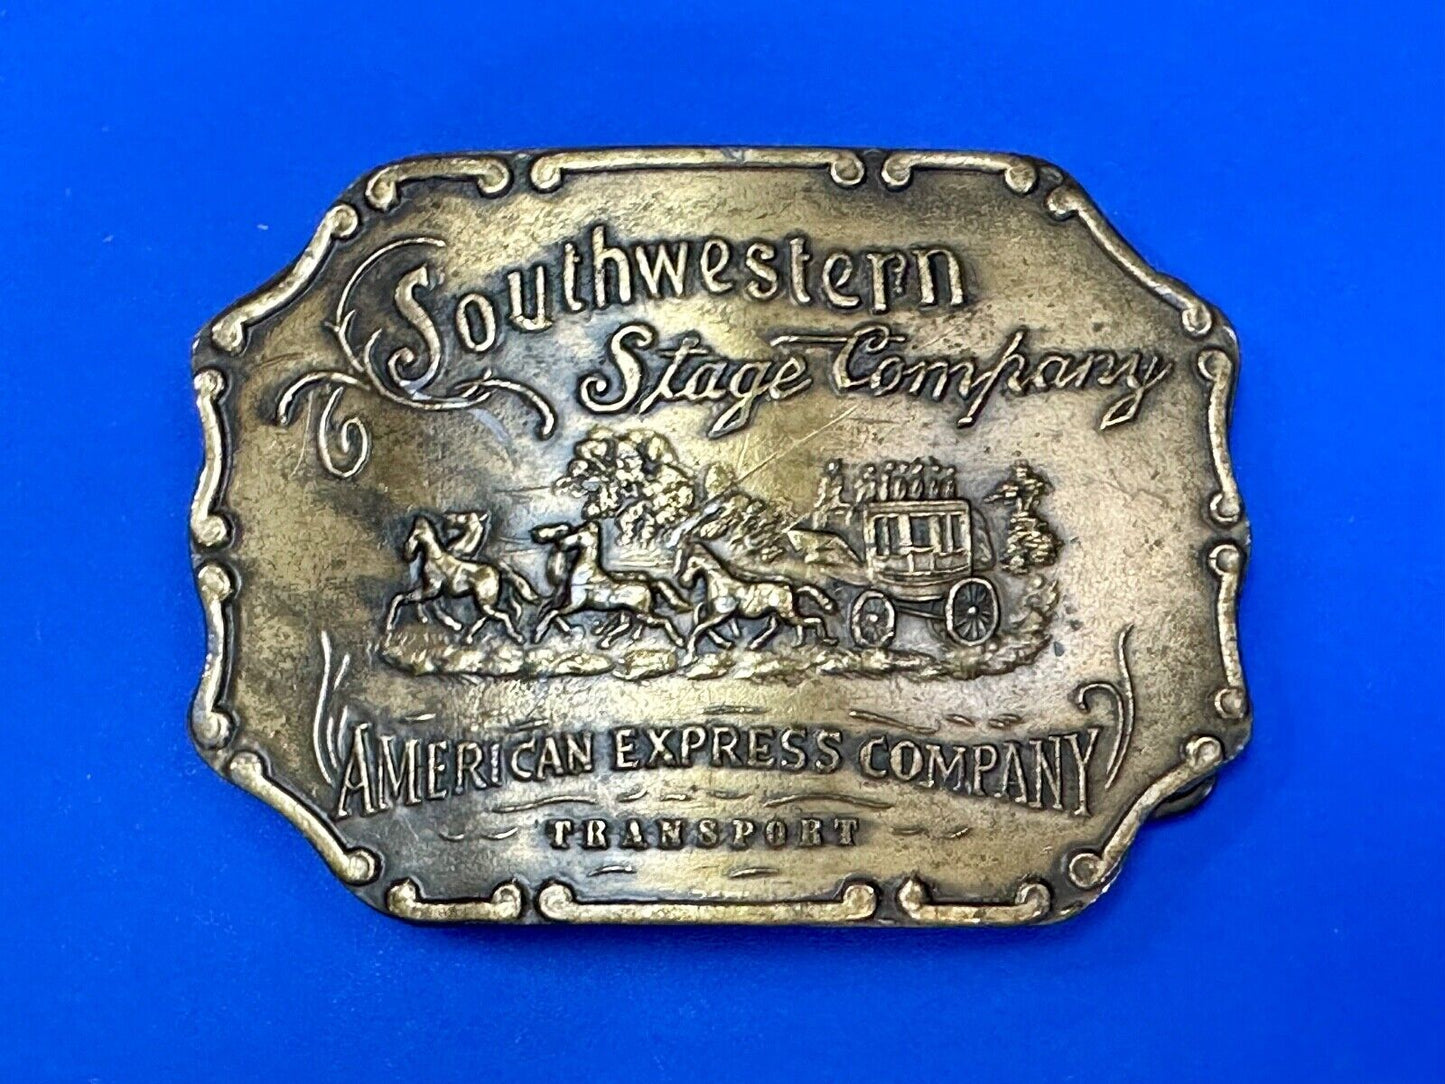 Southwestern
Stage Company
AMERICAN EXPRESS COMPANY
TRANSPORT